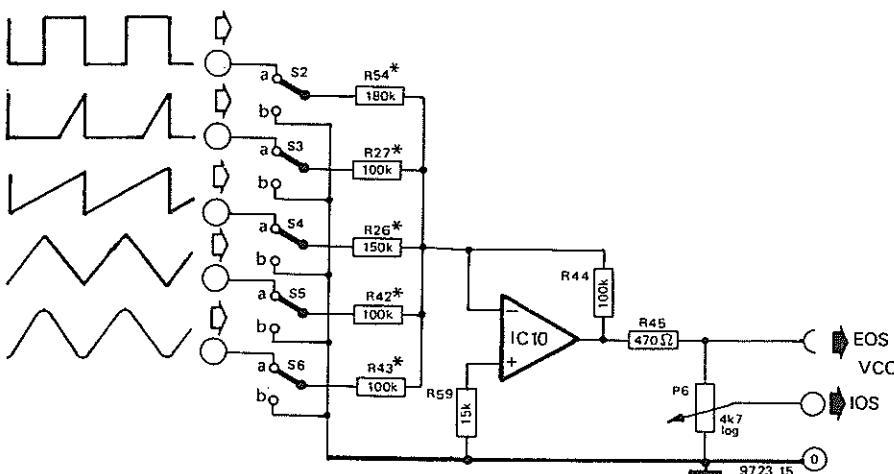 a
S2
R54*
180k
b
a
S3
R27*
100k
b
a
S4
R26*
150k
b
a
S5
R42*
100k
b
a
S6
R43*
100k
b
R59
15k
−
IC10
+
R44
100k
R45
470Ω
EOS
VCO
P6
4k7
log
IOS
0
9723 15